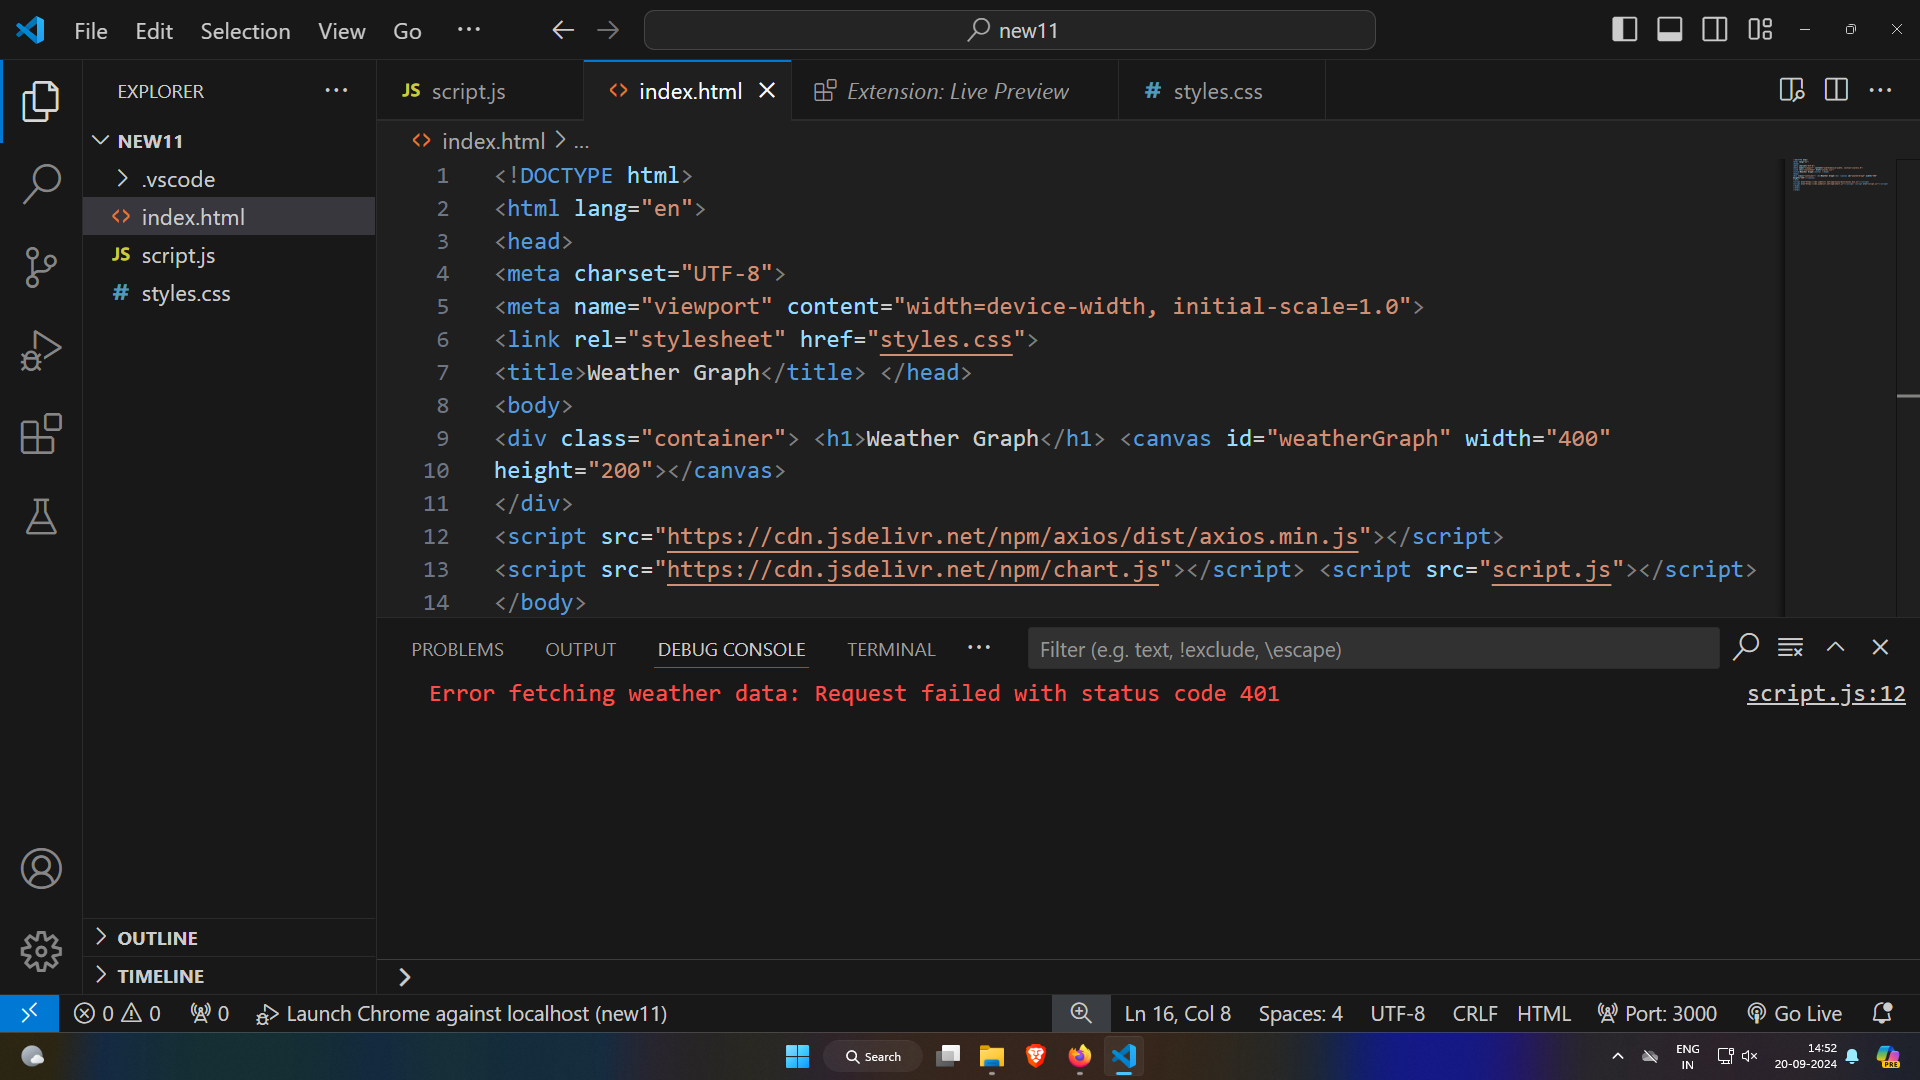 File Edit Selection View Go ...
new11
EXPLORER ...
NEW11
.vscode
index.html
script.js
styles.css
OUTLINE
TIMELINE
JS script.js
<> index.html
Extension: Live Preview
# styles.css
<> index.html > ...
1 <!DOCTYPE html>
2 <html lang="en">
3 <head>
4 <meta charset="UTF-8">
5 <meta name="viewport" content="width=device-width, initial-scale=1.0">
6 <link rel="stylesheet" href="styles.css">
7 <title>Weather Graph</title> </head>
8 <body>
9 <div class="container"> <h1>Weather Graph</h1> <canvas id="weatherGraph" width="400"
10 height="200"></canvas>
11 </div>
12 <script src="https://cdn.jsdelivr.net/npm/axios/dist/axios.min.js"></script>
13 <script src="https://cdn.jsdelivr.net/npm/chart.js"></script> <script src="script.js"></script>
14 </body>
PROBLEMS OUTPUT DEBUG CONSOLE TERMINAL ... Filter (e.g. text, !exclude, \escape)
Error fetching weather data: Request failed with status code 401 script.js:12
>
0 0 0 Launch Chrome against localhost (new11) Ln 16, Col 8 Spaces: 4 UTF-8 CRLF HTML Port: 3000 Go Live
Search
ENG
IN
14:52
20-09-2024
PRE